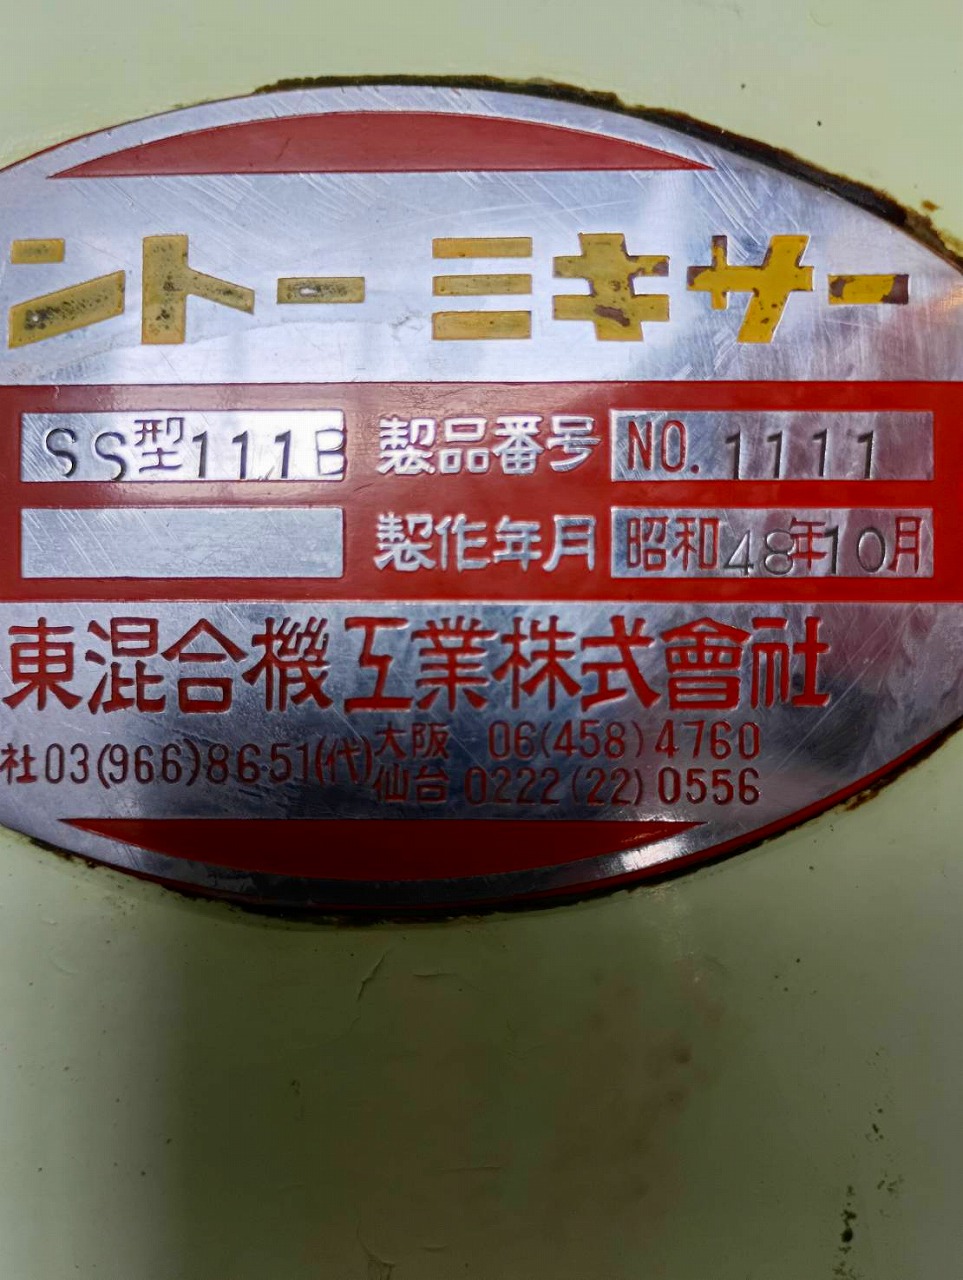 ントー ミキサー
SS型111B 製品番号 NO. 1111
製作年月 昭和48年10月
東混合機工業株式會社
社03(966)8651(代) 大阪 06(458)4760
仙台 0222(22)0556